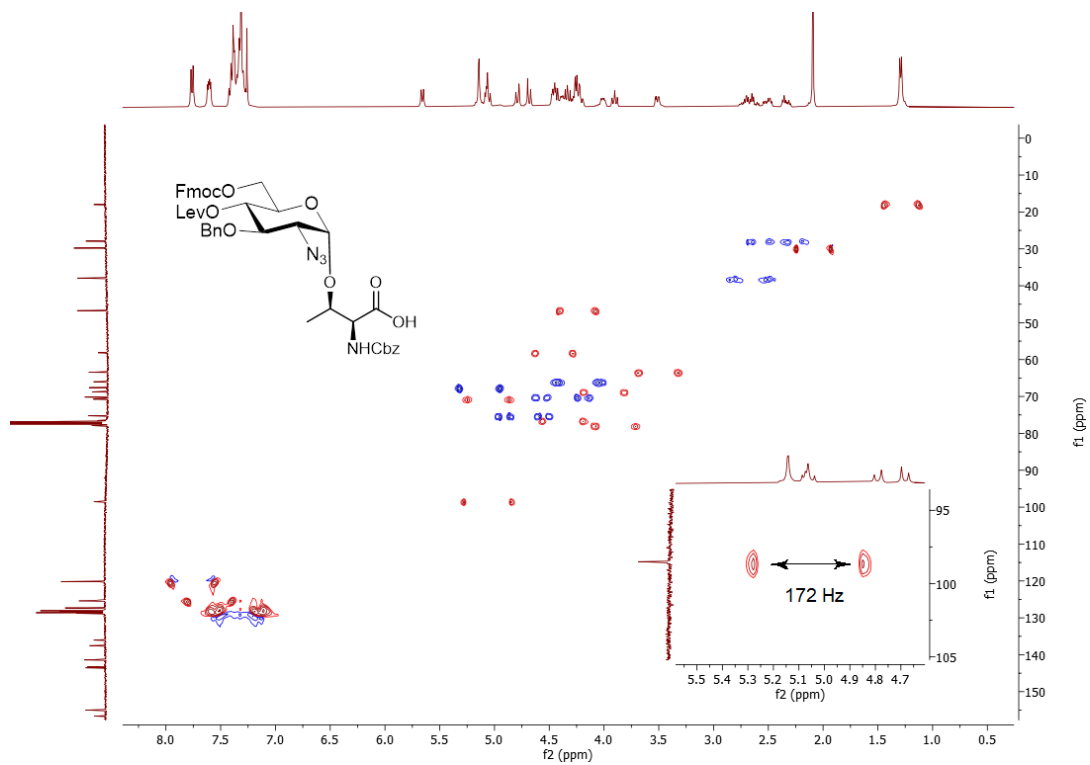 FmocO
O
LevO
BnO
N3
O
O
OH
NHCbz
0
10
20
30
40
50
60
70
80
90
100
110
120
130
140
150
f1 (ppm)
95
100
105
f1 (ppm)
172 Hz
5.5 5.4 5.3 5.2 5.1 5.0 4.9 4.8 4.7
f2 (ppm)
8.0 7.5 7.0 6.5 6.0 5.5 5.0 4.5 4.0 3.5 3.0 2.5 2.0 1.5 1.0 0.5
f2 (ppm)